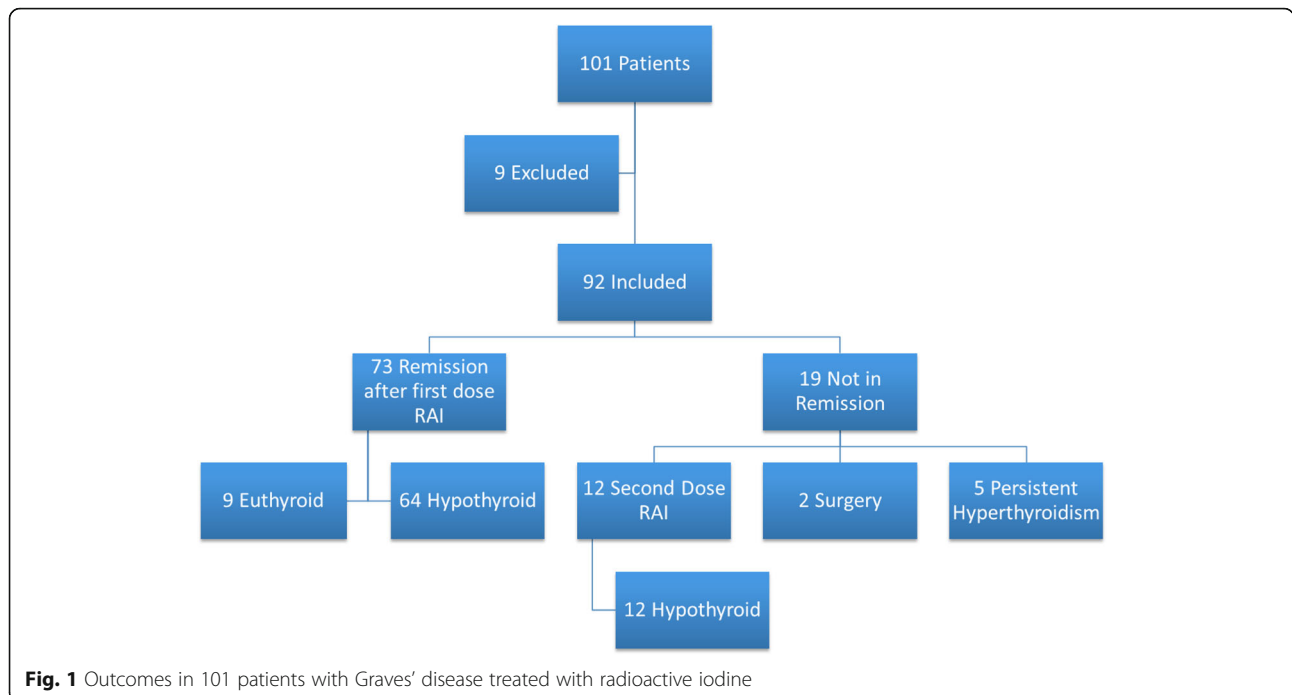 101 Patients
9 Excluded
92 Included
73 Remission
after first dose
RAI
19 Not in
Remission
9 Euthyroid
64 Hypothyroid
12 Second Dose
RAI
2 Surgery
5 Persistent
Hyperthyroidism
12 Hypothyroid
Fig. 1 Outcomes in 101 patients with Graves’ disease treated with radioactive iodine